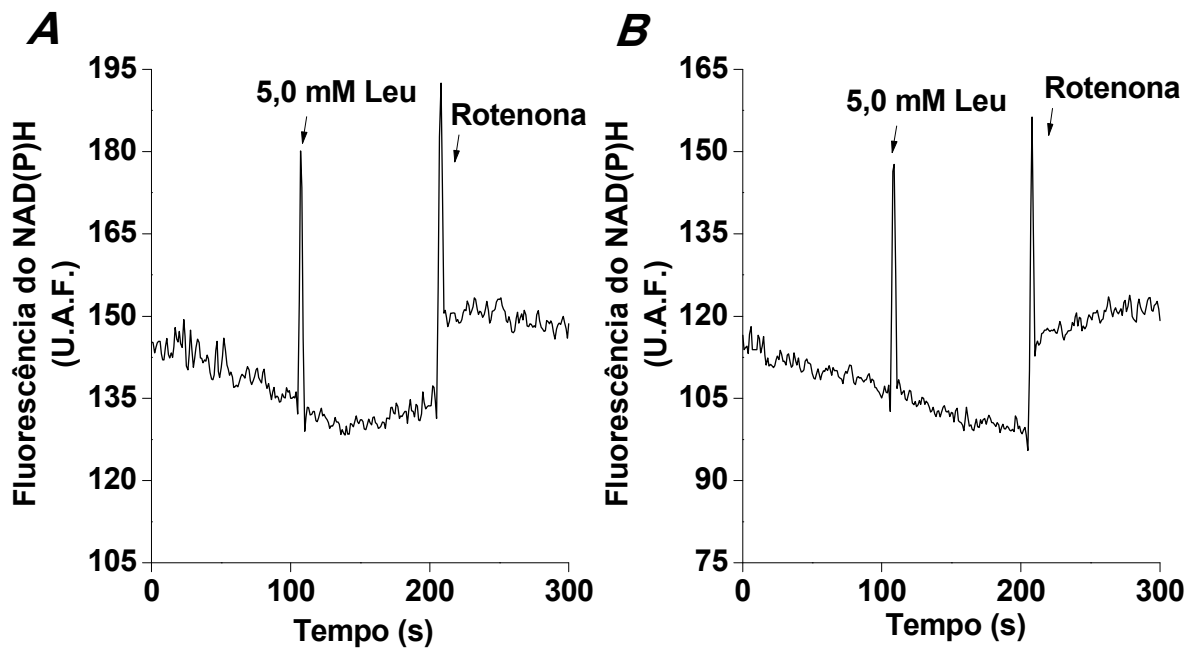 A
Fluorescência do NAD(P)H
(U.A.F.)
195
180
165
150
135
120
105
5,0 mM Leu
Rotenona
0
100
200
300
Tempo (s)
B
Fluorescência do NAD(P)H
(U.A.F.)
165
150
135
120
105
90
75
5,0 mM Leu
Rotenona
0
100
200
300
Tempo (s)